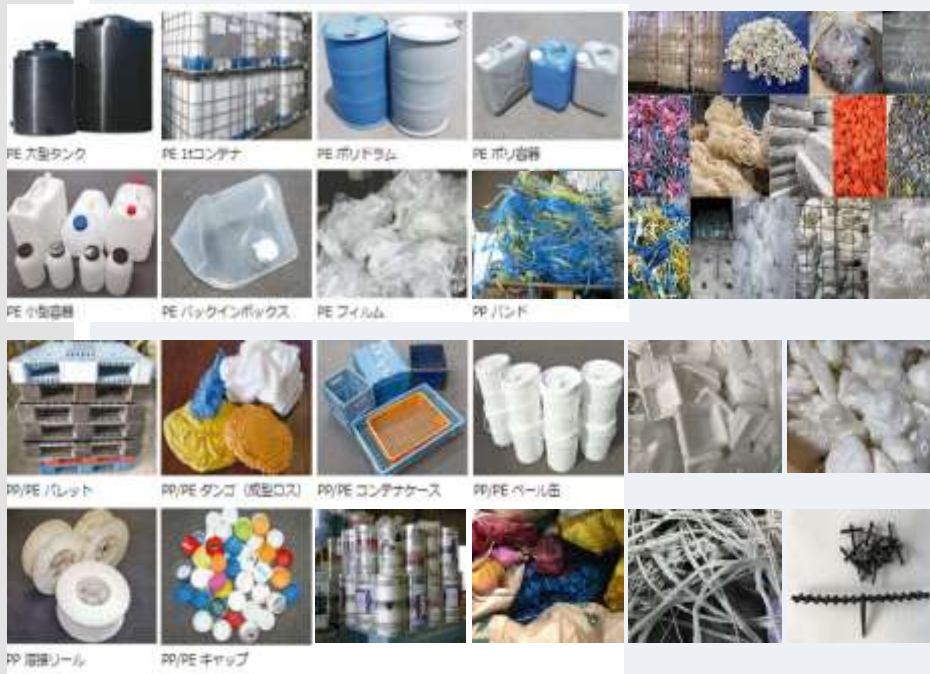 PE 大型タンク
PE 1tコンテナ
PE ポリドラム
PE ポリ容器
PE 小型容器
PE バックインボックス
PE フィルム
PP バンド
PP/PE パレット
PP/PE ダンゴ（成型ロス）
PP/PE コンテナケース
PP/PE ペール缶
PP 溶接リール
PP/PE キャップ